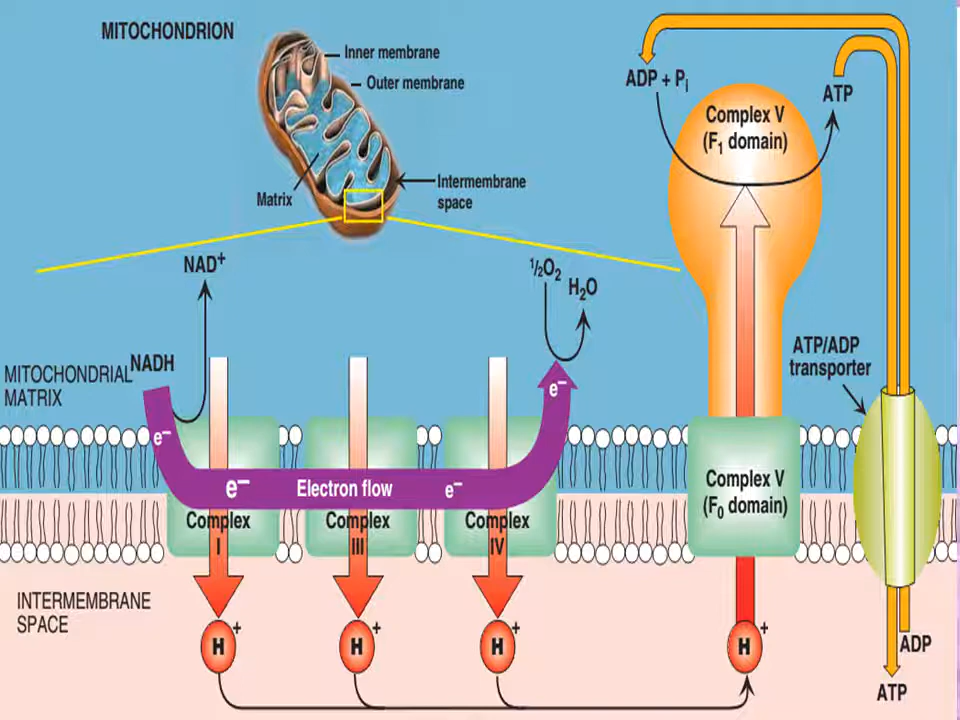 MITOCHONDRION
Inner membrane
Outer membrane
Matrix
Intermembrane
space
ADP + Pi
ATP
Complex V
(F1 domain)
NAD+
½O2
H2O
NADH
MITOCHONDRIAL
MATRIX
ATP/ADP
transporter
e–
e–
e–
Electron flow
e–
Complex
I
Complex
III
Complex
IV
Complex V
(F0 domain)
INTERMEMBRANE
SPACE
H+
H+
H+
H+
ADP
ATP